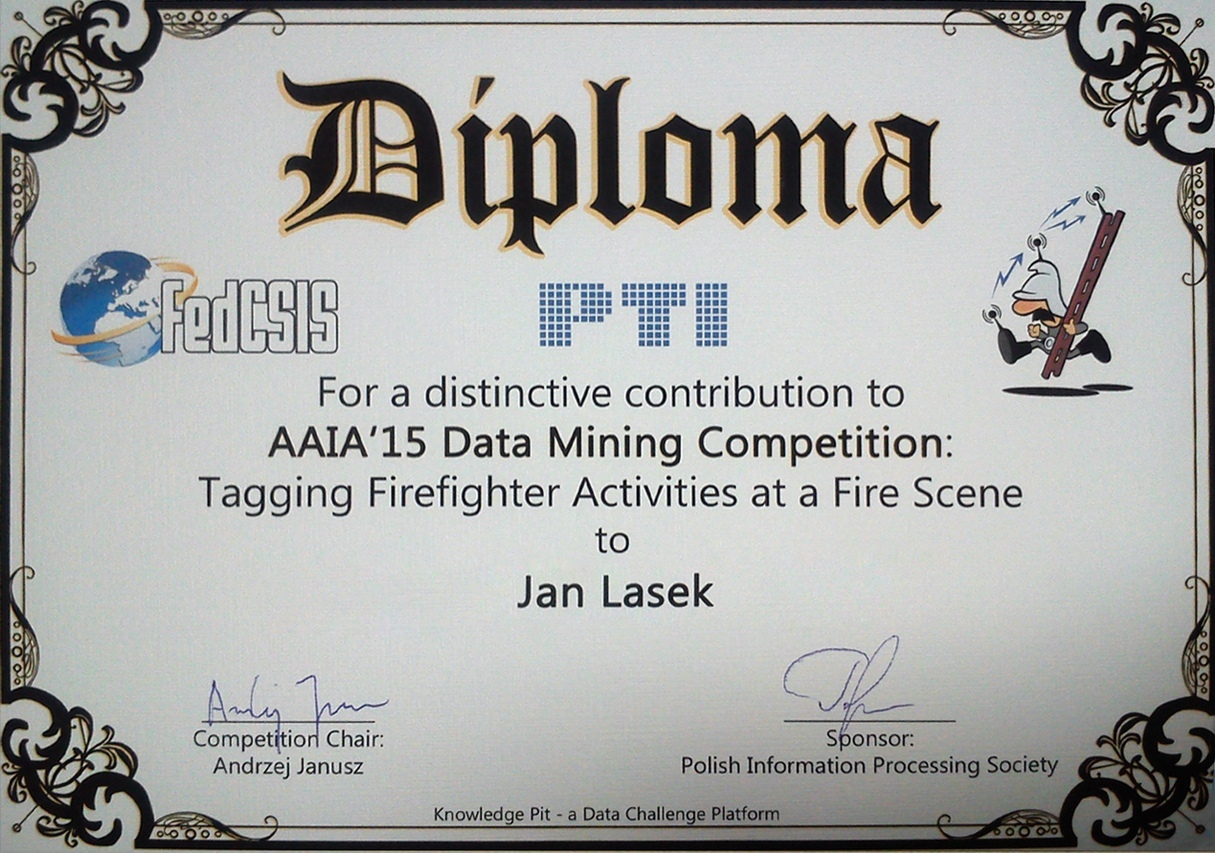 Diploma
FedCSIS
PTI
For a distinctive contribution to
AAIA'15 Data Mining Competition:
Tagging Firefighter Activities at a Fire Scene
to
Jan Lasek
Competition Chair:
Andrzej Janusz
Sponsor:
Polish Information Processing Society
Knowledge Pit - a Data Challenge Platform